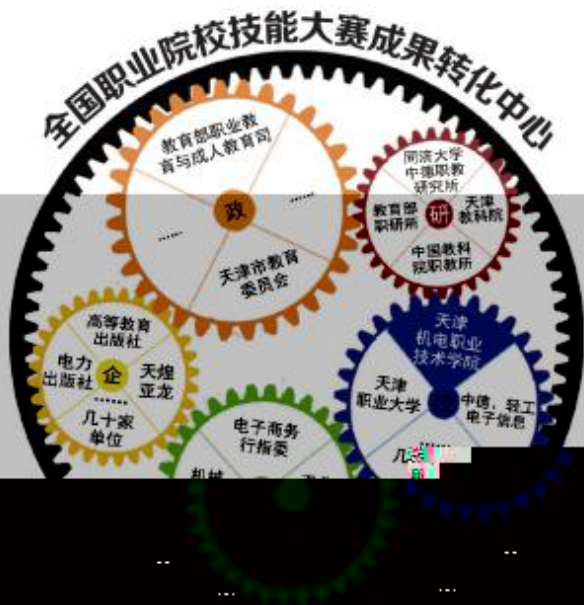 全国职业院校技能大赛成果转化中心
教育部职业教
育与成人教育司
……
政
……
天津市教育
委员会
同济大学
中德职教
研究所
教育部
职研所
研
天津
教科院
中国教科
院职教所
高等教育
出版社
电力
出版社
企
天煌
亚龙
……
几十家
单位
天津
机电职业
技术学院
天津
职业大学
中德，轻工
电子信息
……
电子商务
行指委
机械